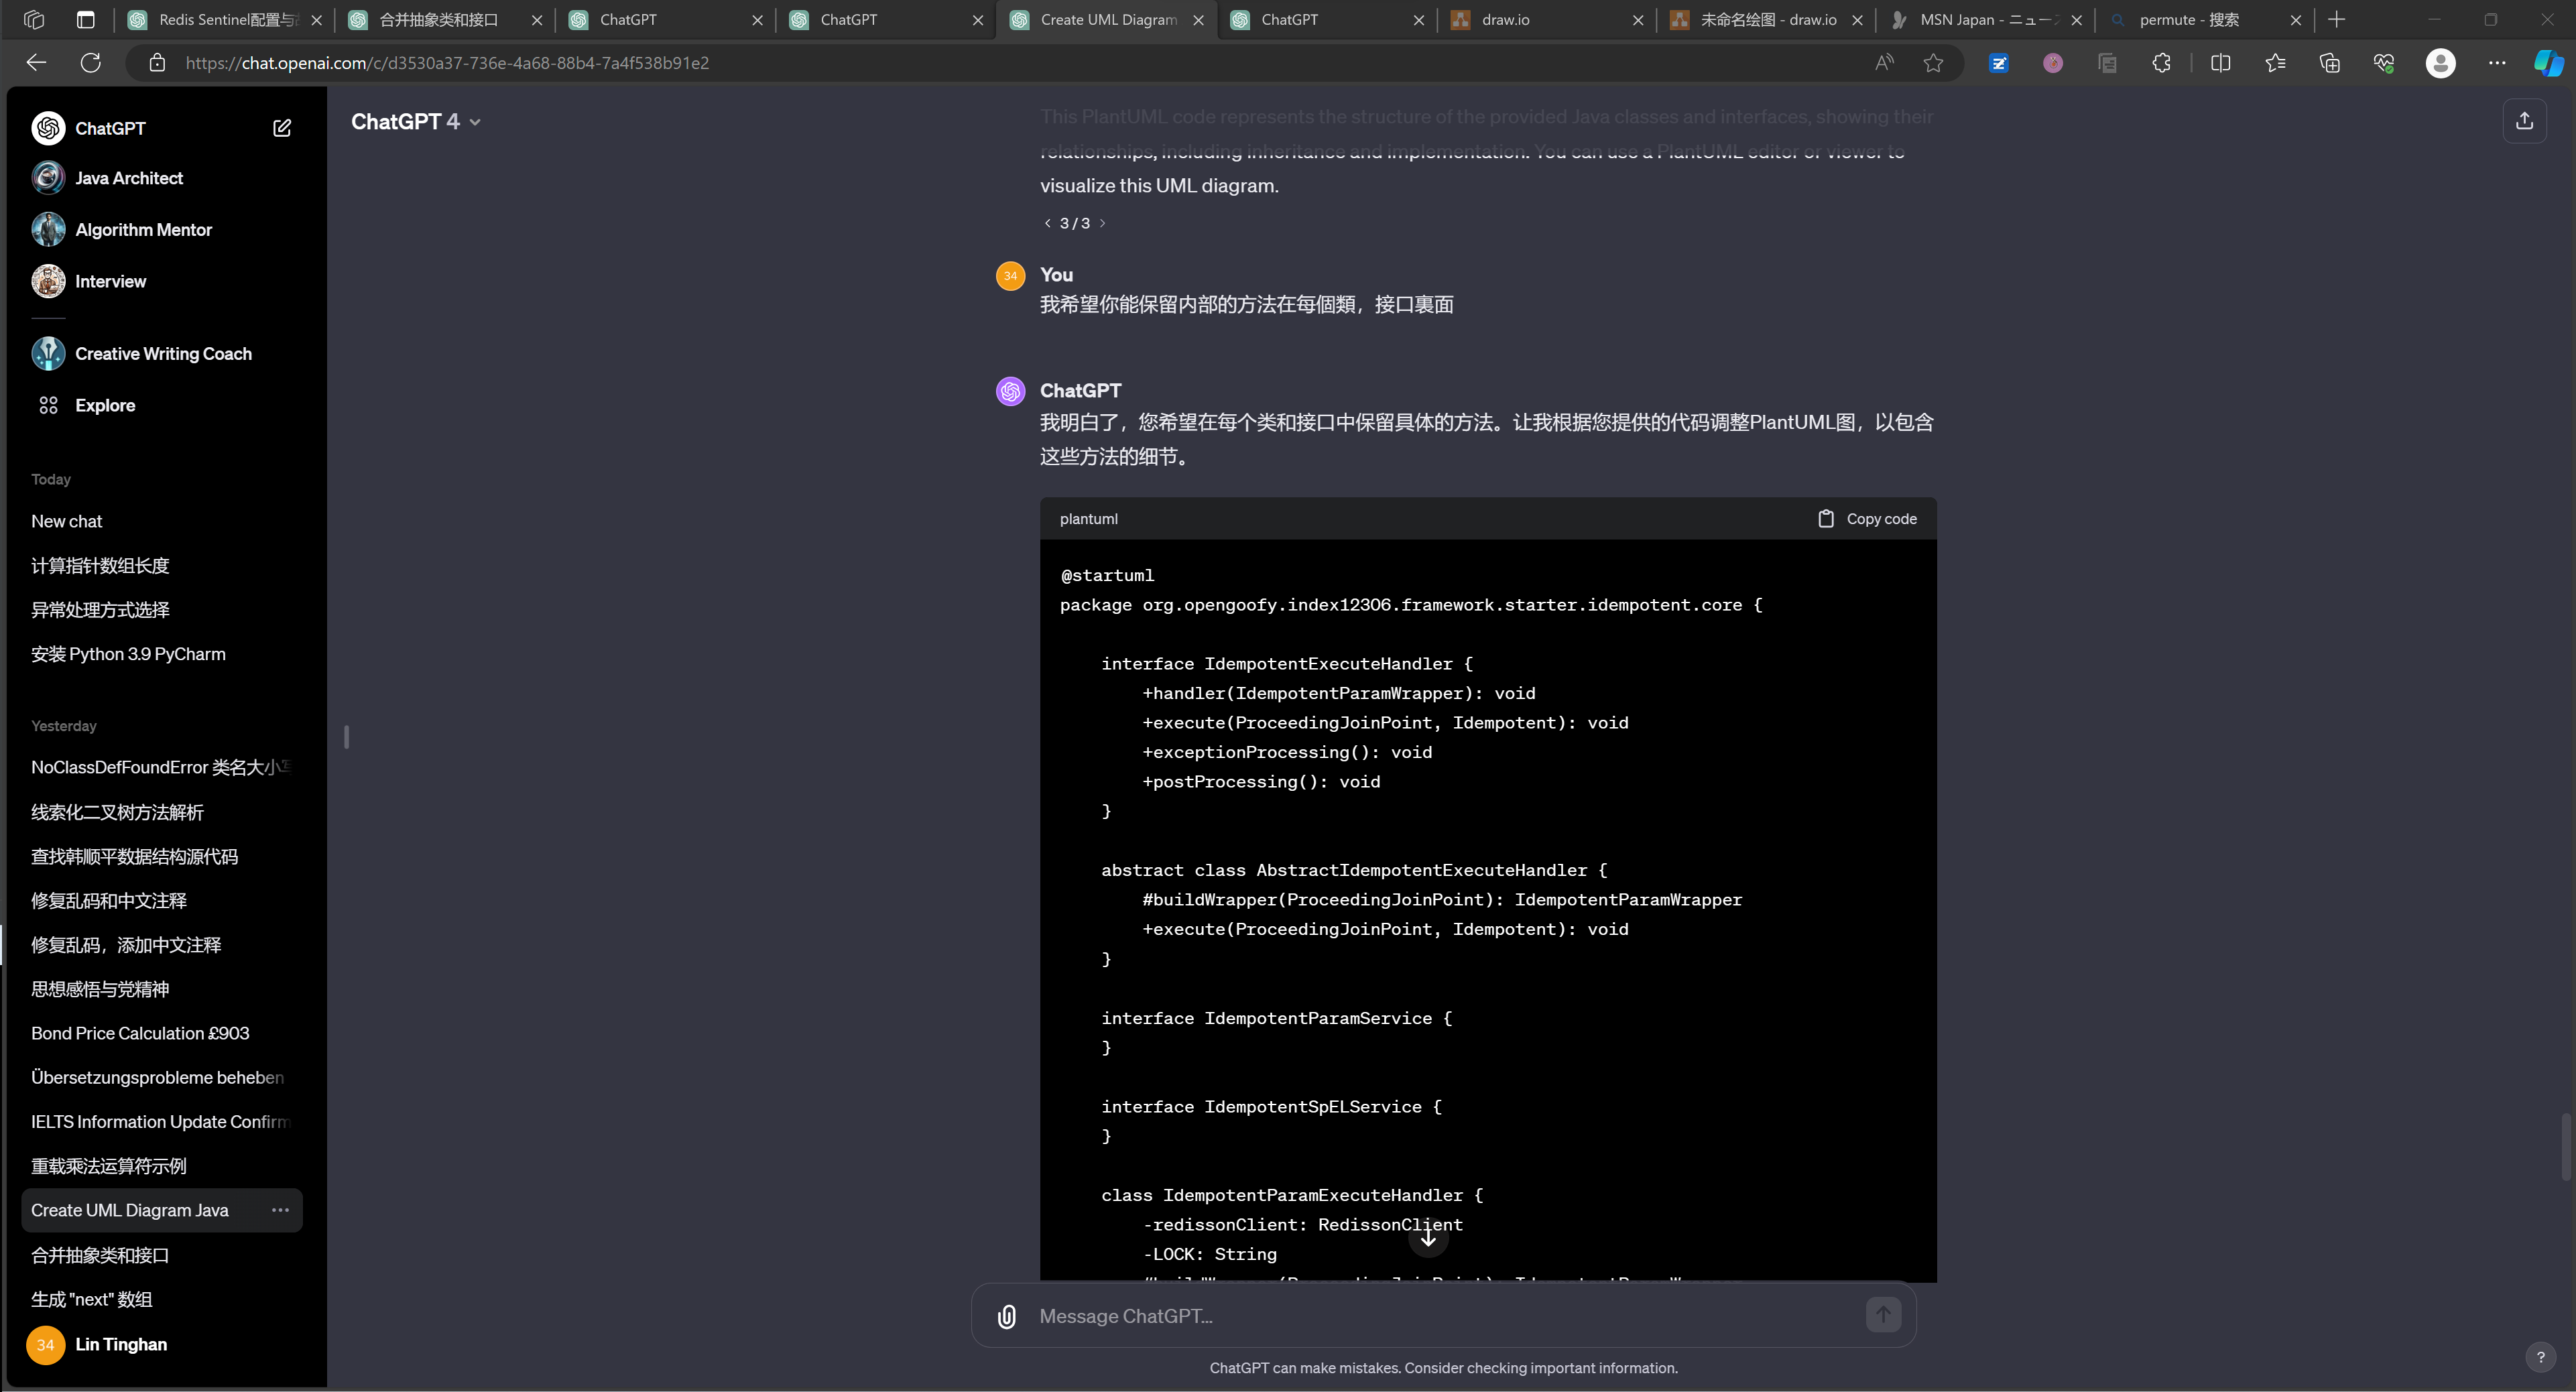 Redis Sentinel配置与
合并抽象类和接口
ChatGPT
ChatGPT
Create UML Diagram
ChatGPT
draw.io
未命名绘图 - draw.io
MSN Japan - ニュース
permute - 搜索
https://chat.openai.com/c/d3530a37-736e-4a68-88b4-7a4f538b91e2
ChatGPT
Java Architect
Algorithm Mentor
Interview
Creative Writing Coach
Explore
Today
New chat
计算指针数组长度
异常处理方式选择
安装 Python 3.9 PyCharm
Yesterday
NoClassDefFoundError 类名大小写
线索化二叉树方法解析
查找韩顺平数据结构源代码
修复乱码和中文注释
修复乱码，添加中文注释
思想感悟与党精神
Bond Price Calculation £903
Übersetzungsprobleme beheben
IELTS Information Update Confirm
重载乘法运算符示例
Create UML Diagram Java
合并抽象类和接口
生成 "next" 数组
34
Lin Tinghan
ChatGPT 4
This PlantUML code represents the structure of the provided Java classes and interfaces, showing their
relationships, including inheritance and implementation. You can use a PlantUML editor or viewer to
visualize this UML diagram.
3 / 3
34
You
我希望你能保留内部的方法在每個類，接口裏面
ChatGPT
我明白了，您希望在每个类和接口中保留具体的方法。让我根据您提供的代码调整PlantUML图，以包含
这些方法的细节。
plantuml
Copy code
@startuml
package org.opengoofy.index12306.framework.starter.idempotent.core {
interface IdempotentExecuteHandler {
+handler(IdempotentParamWrapper): void
+execute(ProceedingJoinPoint, Idempotent): void
+exceptionProcessing(): void
+postProcessing(): void
}
abstract class AbstractIdempotentExecuteHandler {
#buildWrapper(ProceedingJoinPoint): IdempotentParamWrapper
+execute(ProceedingJoinPoint, Idempotent): void
}
interface IdempotentParamService {
}
interface IdempotentSpELService {
}
class IdempotentParamExecuteHandler {
-redissonClient: RedissonClient
-LOCK: String
#buildWrapper(ProceedingJoinPoint): IdempotentParamWrapper
Message ChatGPT...
ChatGPT can make mistakes. Consider checking important information.
?